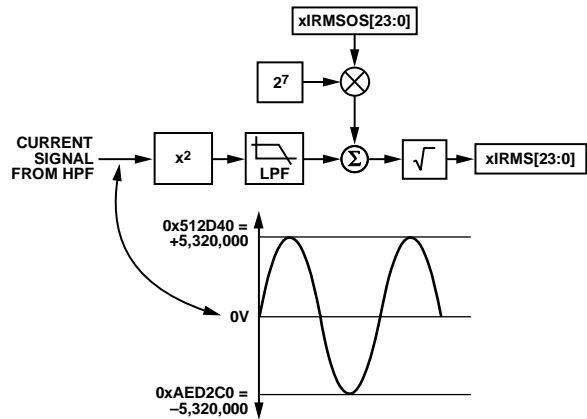 xIRMSOS[23:0]
2⁷
CURRENT
SIGNAL
FROM HPF
x²
LPF
Σ
√
xIRMS[23:0]
0x512D40 =
+5,320,000
0V
0xAED2C0 =
–5,320,000